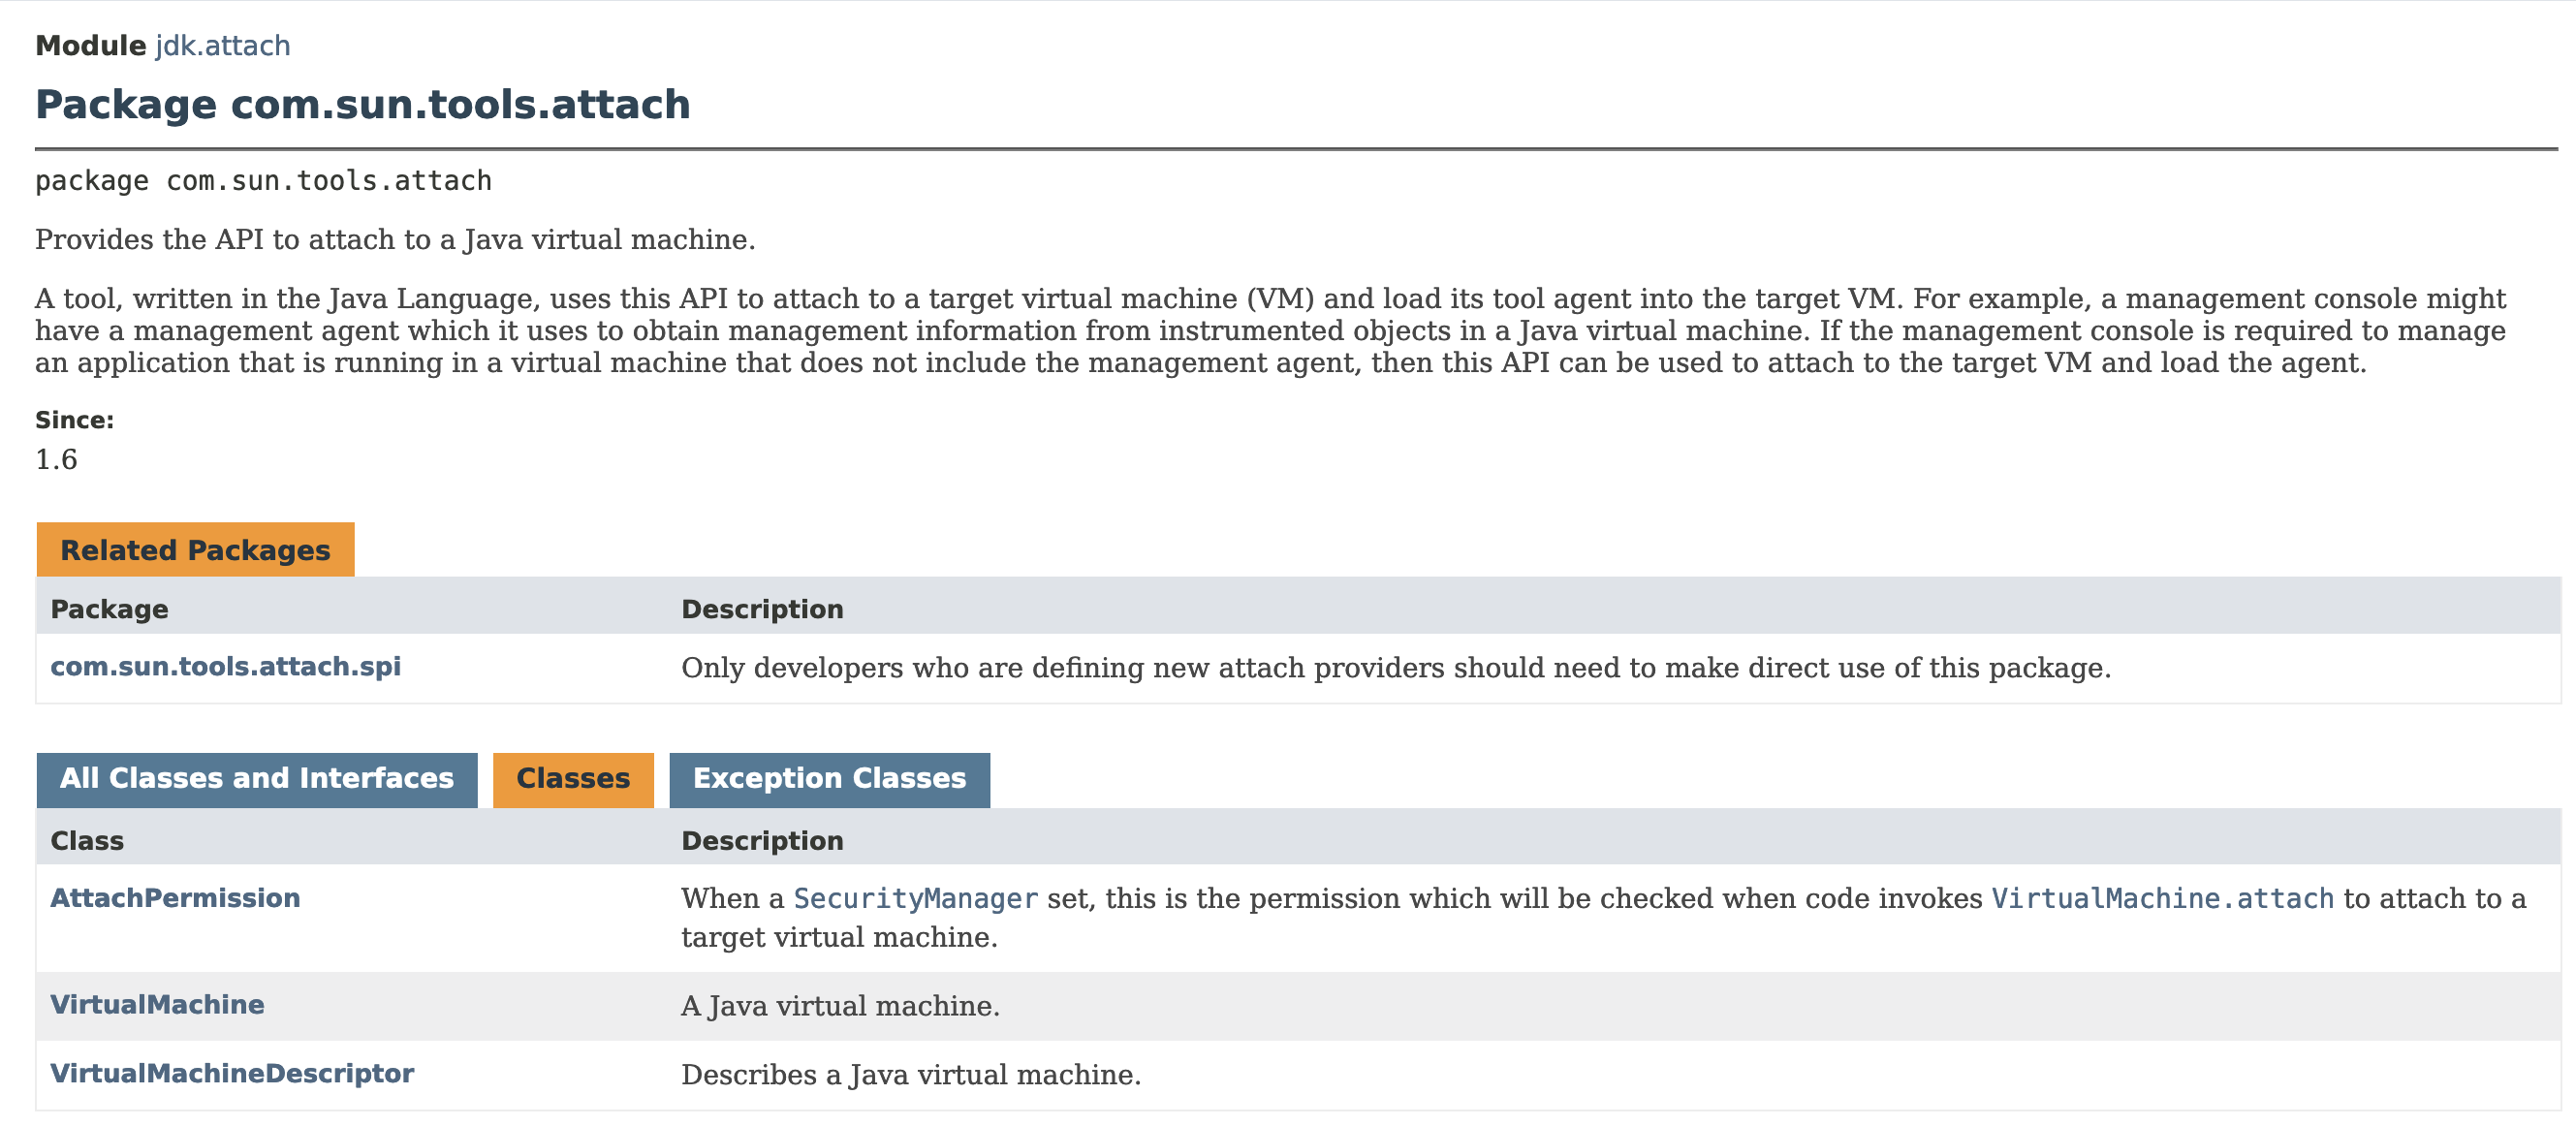 Module jdk.attach
Package com.sun.tools.attach
package com.sun.tools.attach
Provides the API to attach to a Java virtual machine.
A tool, written in the Java Language, uses this API to attach to a target virtual machine (VM) and load its tool agent into the target VM. For example, a management console might
have a management agent which it uses to obtain management information from instrumented objects in a Java virtual machine. If the management console is required to manage
an application that is running in a virtual machine that does not include the management agent, then this API can be used to attach to the target VM and load the agent.
Since:
1.6
Related Packages
Package Description
com.sun.tools.attach.spi Only developers who are defining new attach providers should need to make direct use of this package.
All Classes and Interfaces Classes Exception Classes
Class Description
AttachPermission When a SecurityManager set, this is the permission which will be checked when code invokes VirtualMachine.attach to attach to a
target virtual machine.
VirtualMachine A Java virtual machine.
VirtualMachineDescriptor Describes a Java virtual machine.